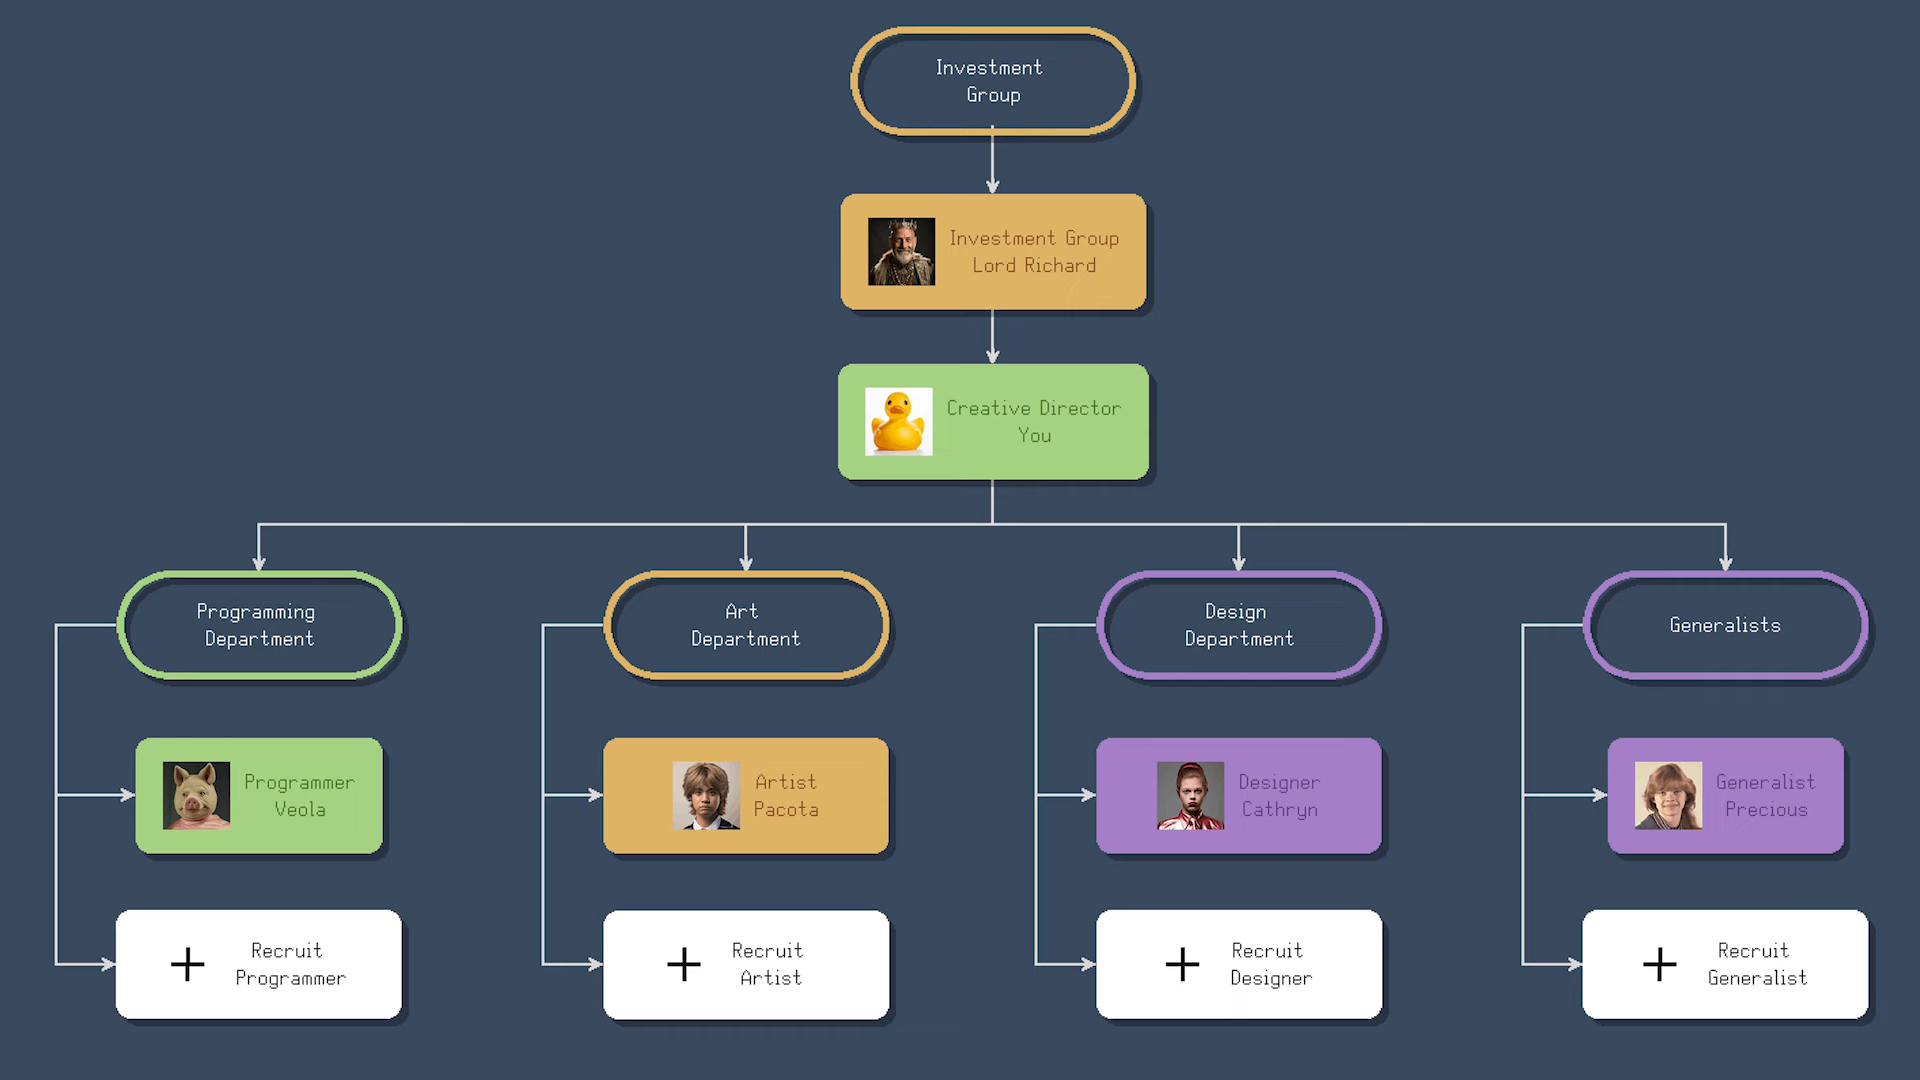 Investment
Group
Investment Group
Lord Richard
Creative Director
You
Programming
Department
Art
Department
Design
Department
Generalists
Programmer
Veola
Artist
Pacota
Designer
Cathryn
Generalist
Precious
Recruit
Programmer
Recruit
Artist
Recruit
Designer
Recruit
Generalist